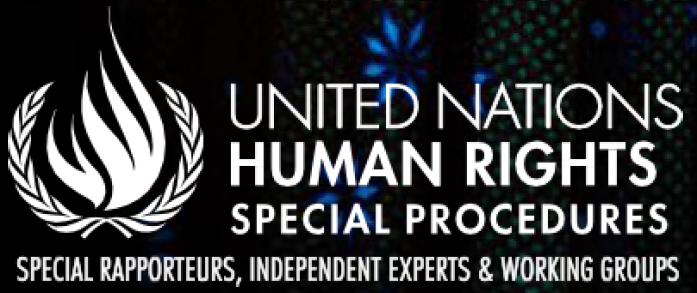 UNITED NATIONS
HUMAN RIGHTS
SPECIAL PROCEDURES
SPECIAL RAPPORTEURS, INDEPENDENT EXPERTS & WORKING GROUPS